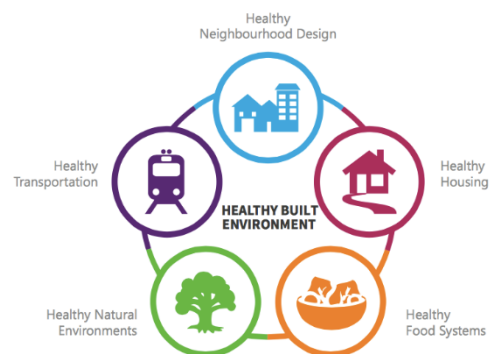 Healthy
Neighbourhood Design
Healthy
Transportation
Healthy
Housing
HEALTHY BUILT
ENVIRONMENT
Healthy Natural
Environments
Healthy
Food Systems